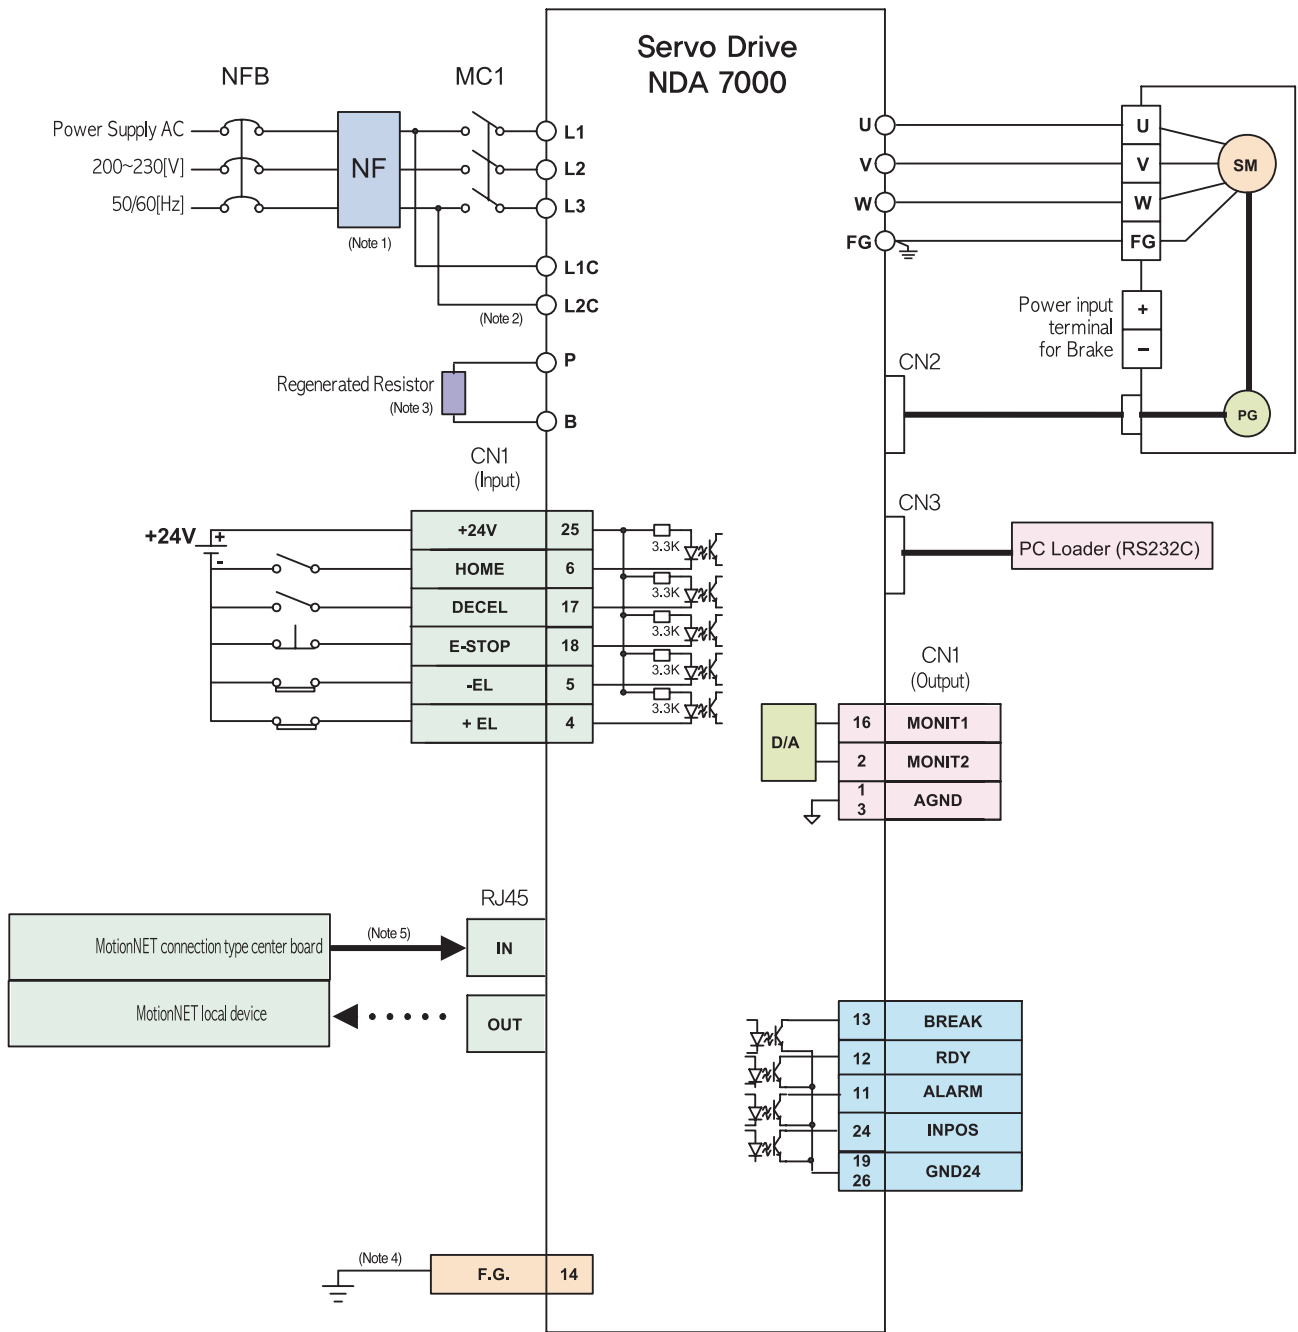 Servo Drive
NDA 7000
NFB
MC1
Power Supply AC
200~230[V]
50/60[Hz]
NF
(Note 1)
L1
L2
L3
L1C
L2C
(Note 2)
P
B
Regenerated Resistor
(Note 3)
U
V
W
FG
U
V
W
FG
SM
Power input
terminal
for Brake
+
–
PG
CN2
CN3
PC Loader (RS232C)
CN1
(Input)
+24V
+
-
+24V 25
HOME 6
DECEL 17
E-STOP 18
-EL 5
+ EL 4
3.3K
3.3K
3.3K
3.3K
3.3K
CN1
(Output)
D/A
16 MONIT1
2 MONIT2
1
3
AGND
RJ45
MotionNET connection type center board
(Note 5)
IN
MotionNET local device
OUT
13 BREAK
12 RDY
11 ALARM
24 INPOS
19
26
GND24
(Note 4)
F.G. 14